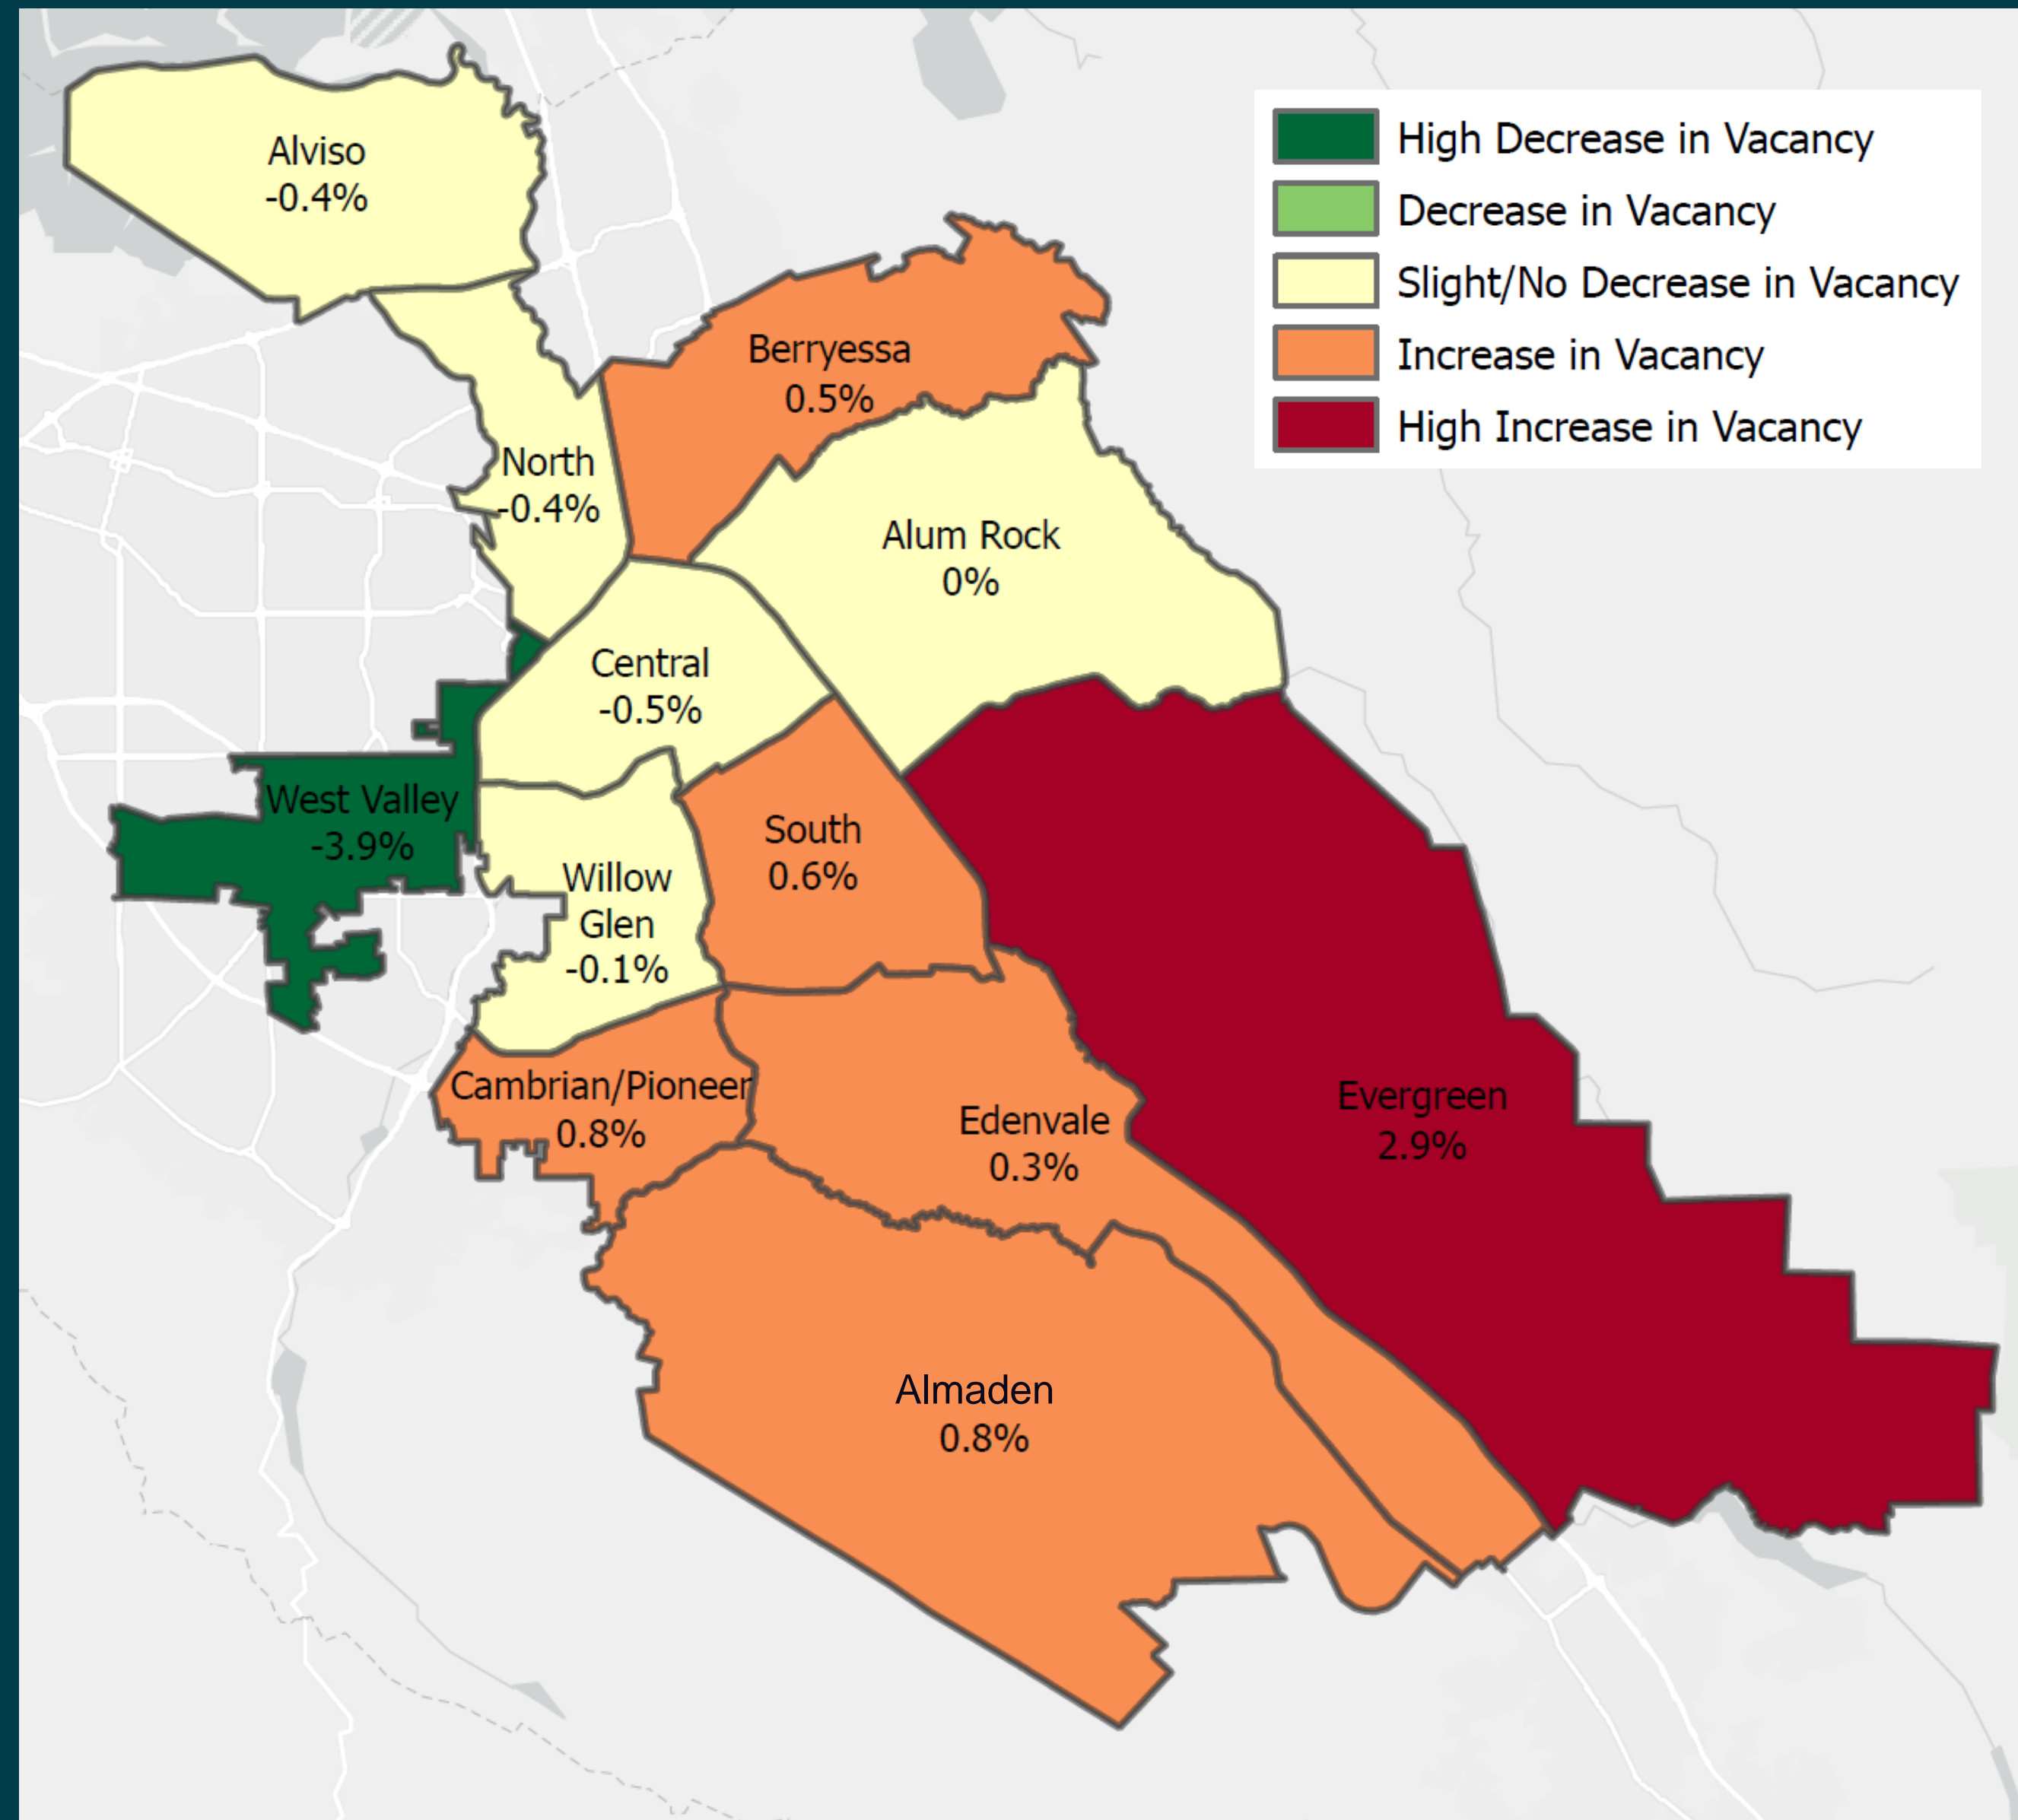 High Decrease in Vacancy
Decrease in Vacancy
Slight/No Decrease in Vacancy
Increase in Vacancy
High Increase in Vacancy
Alviso
-0.4%
Berryessa
0.5%
North
-0.4%
Alum Rock
0%
Central
-0.5%
West Valley
-3.9%
South
0.6%
Willow
Glen
-0.1%
Cambrian/Pioneer
0.8%
Edenvale
0.3%
Evergreen
2.9%
Almaden
0.8%